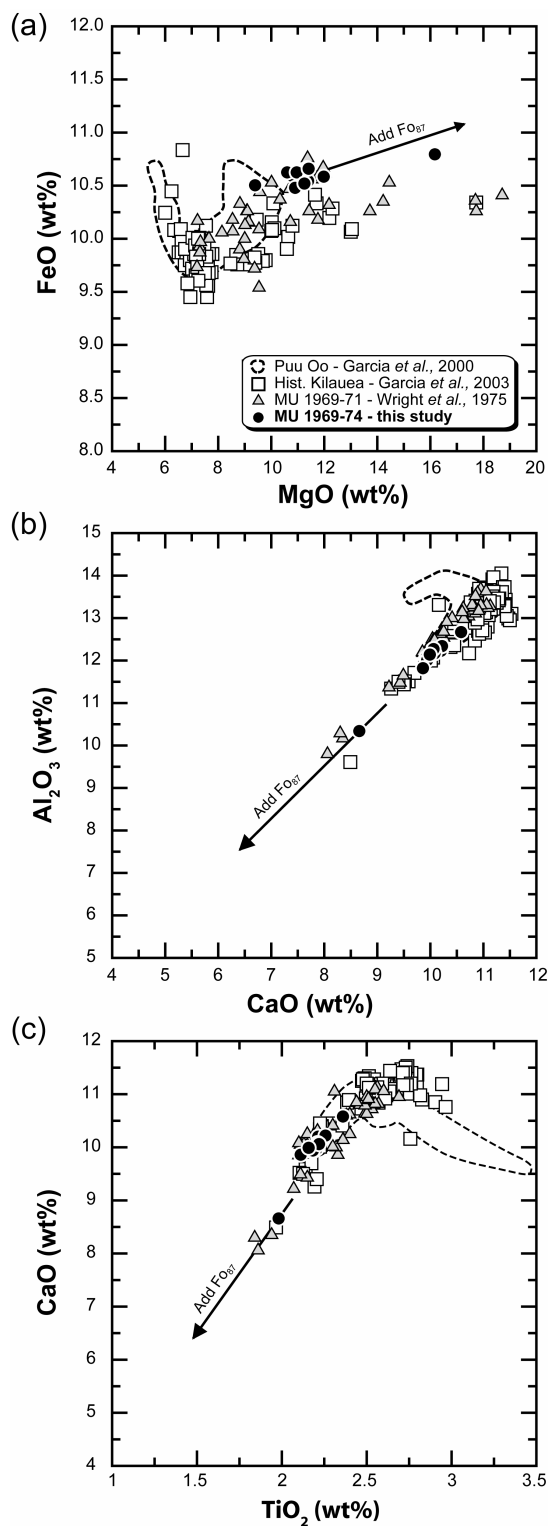 (a)
12.0
11.5
11.0
10.5
10.0
9.5
9.0
8.5
8.0
FeO (wt%)
Add Fo₈₇
Puu Oo - Garcia et al., 2000
Hist. Kilauea - Garcia et al., 2003
MU 1969-71 - Wright et al., 1975
MU 1969-74 - this study
4 6 8 10 12 14 16 18 20
MgO (wt%)
(b)
15
14
13
12
11
10
9
8
7
6
5
Al₂O₃ (wt%)
Add Fo₈₇
4 5 6 7 8 9 10 11 12
CaO (wt%)
(c)
12
11
10
9
8
7
6
5
4
CaO (wt%)
Add Fo₈₇
1 1.5 2 2.5 3 3.5
TiO₂ (wt%)